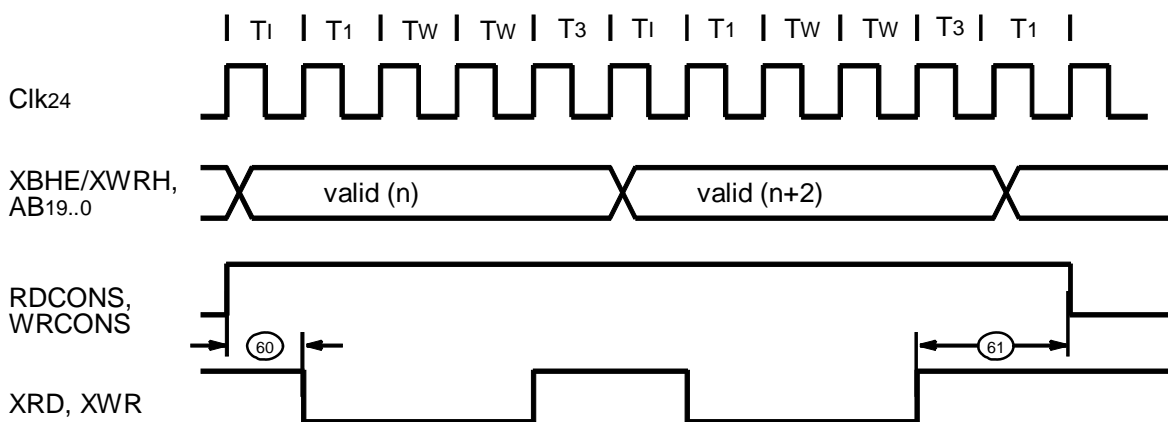 TI T1 TW TW T3 TI T1 TW TW T3 T1
Clk24
XBHE/XWRH,
AB19..0
valid (n) valid (n+2)
RDCONS,
WRCONS
60 61
XRD, XWR